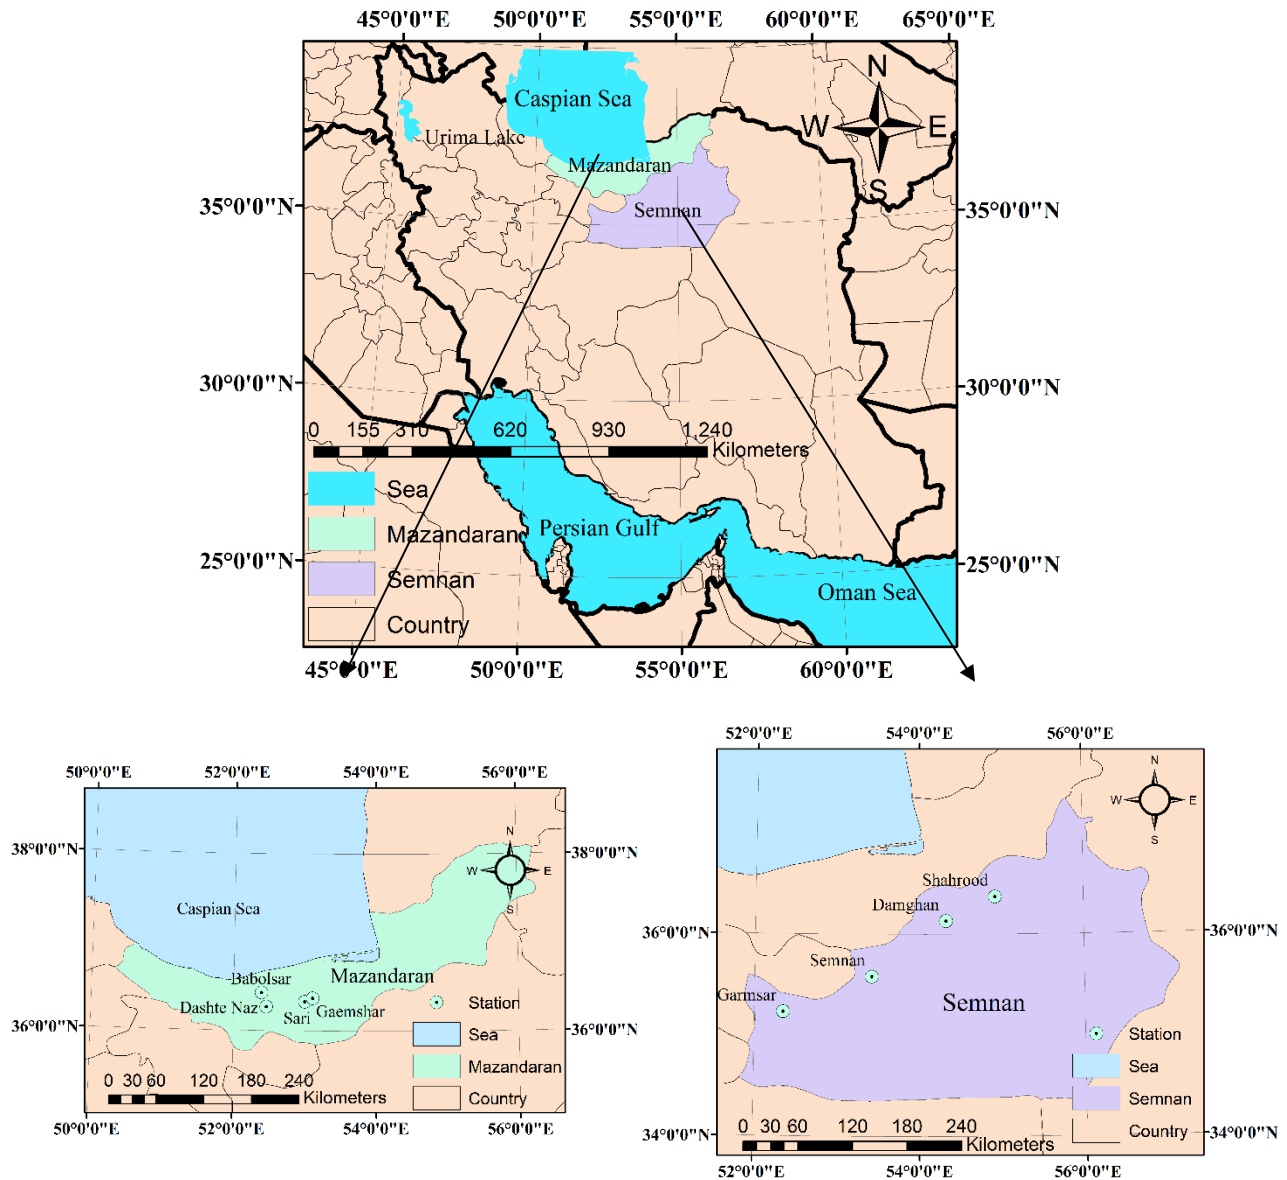 45°0'0"E 50°0'0"E 55°0'0"E 60°0'0"E 65°0'0"E
N
Caspian Sea
W E
Urima Lake
Mazandaran
S
35°0'0"N Semnan 35°0'0"N
30°0'0"N 30°0'0"N
0 155 310 620 930 1,240
Kilometers
Sea
Persian Gulf
Mazandaran
25°0'0"N 25°0'0"N
Semnan
Oman Sea
Country
45°0'0"E 50°0'0"E 55°0'0"E 60°0'0"E
50°0'0"E 52°0'0"E 54°0'0"E 56°0'0"E
N
38°0'0"N 38°0'0"N
W E
S
Caspian Sea
Babolsar Mazandaran
Dashte Naz Sari Gaemshar
Station
36°0'0"N 36°0'0"N
Sea
Mazandaran
0 30 60 120 180 240
Kilometers
Country
50°0'0"E 52°0'0"E 54°0'0"E 56°0'0"E
52°0'0"E 54°0'0"E 56°0'0"E
N
W E
S
Shahrood
Damghan
36°0'0"N 36°0'0"N
Semnan
Garmsar
Semnan
Station
Sea
Semnan
0 30 60 120 180 240
Kilometers
Country
34°0'0"N 34°0'0"N
52°0'0"E 54°0'0"E 56°0'0"E